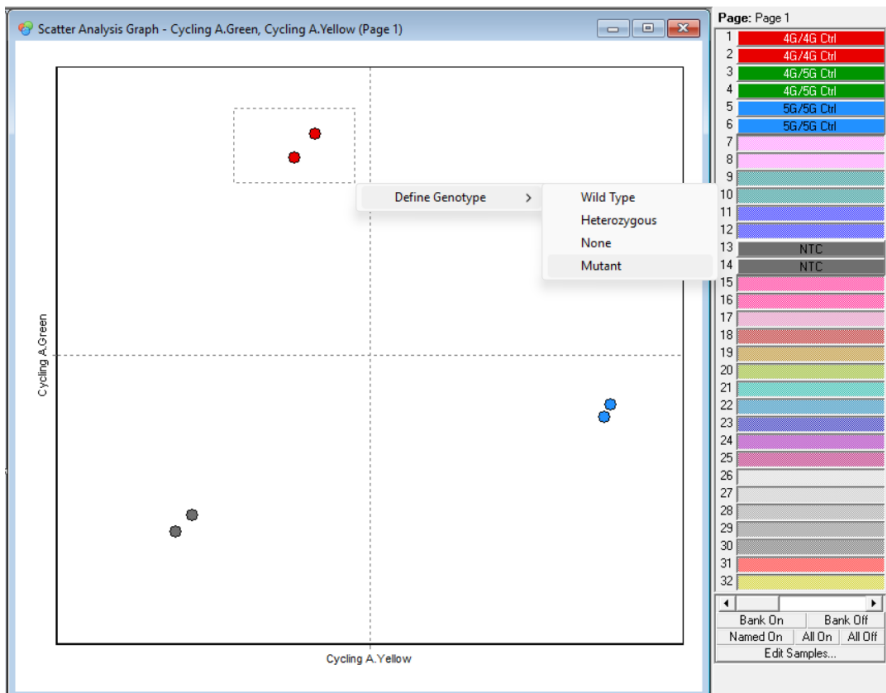 Scatter Analysis Graph - Cycling A.Green, Cycling A.Yellow (Page 1)
Cycling A.Green
Define Genotype
Wild Type
Heterozygous
None
Mutant
Cycling A.Yellow
Page: Page 1
1 4G/4G Ctrl
2 4G/4G Ctrl
3 4G/5G Ctrl
4 4G/5G Ctrl
5 5G/5G Ctrl
6 5G/5G Ctrl
7
8
9
10
11
12
13 NTC
14 NTC
15
16
17
18
19
20
21
22
23
24
25
26
27
28
29
30
31
32
Bank On Bank Off
Named On All On All Off
Edit Samples...